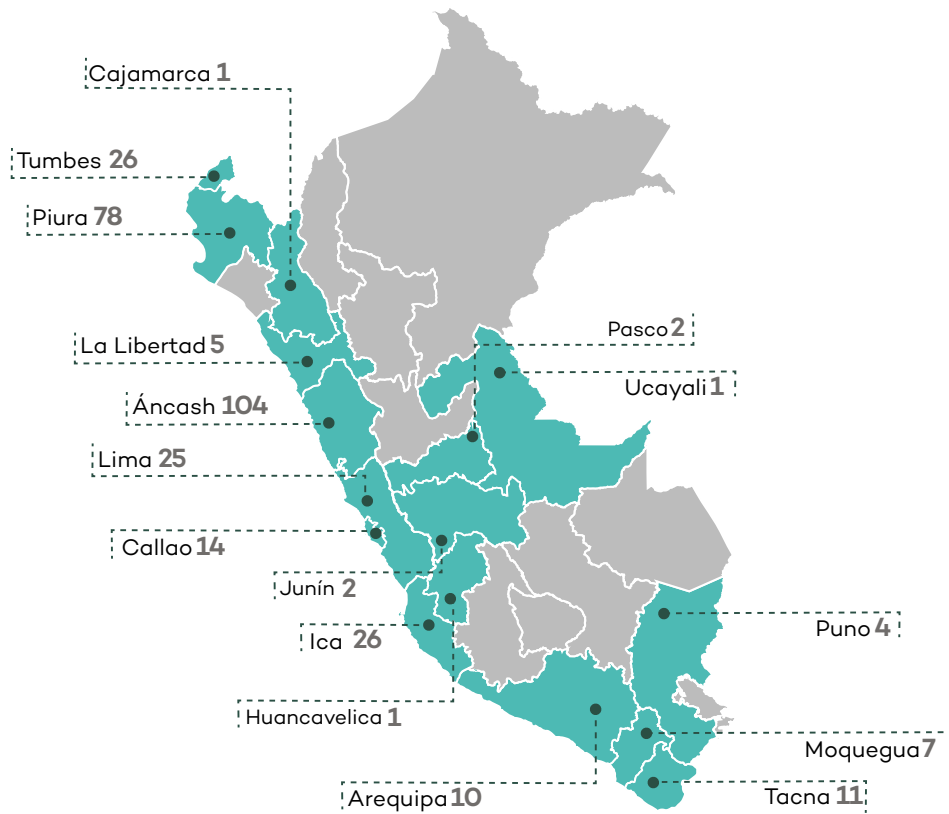 Cajamarca 1
Tumbes 26
Piura 78
Pasco 2
La Libertad 5
Ucayali 1
Áncash 104
Lima 25
Callao 14
Junín 2
Puno 4
Ica 26
Huancavelica 1
Moquegua 7
Arequipa 10
Tacna 11